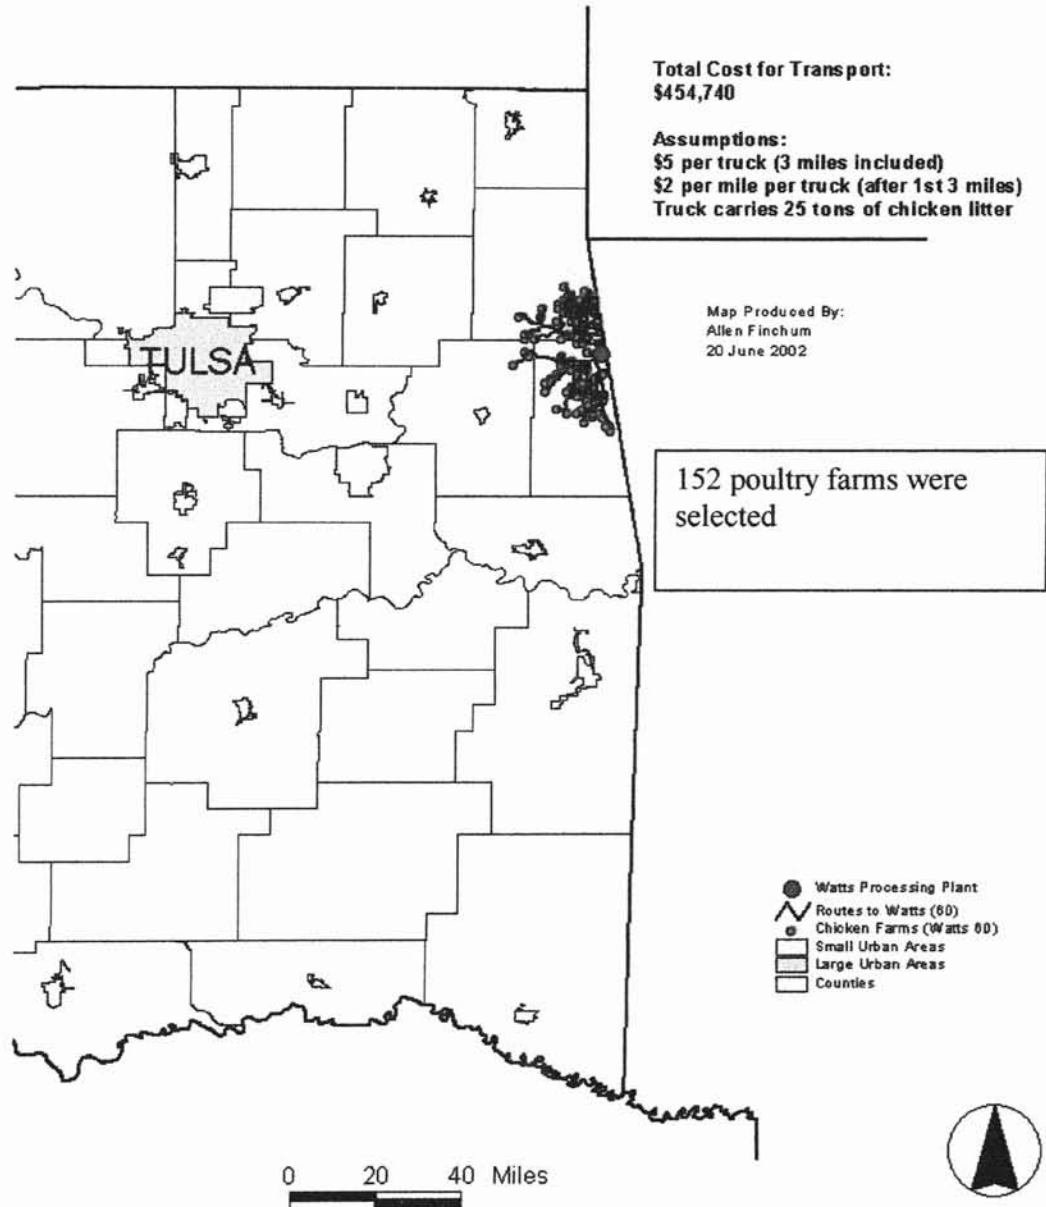 Total Cost for Transport:
$454,740
Assumptions:
$5 per truck (3 miles included)
$2 per mile per truck (after 1st 3 miles)
Truck carries 25 tons of chicken litter
Map Produced By:
Allen Finchum
20 June 2002
TULSA
152 poultry farms were
selected
Watts Processing Plant
Routes to Watts (60)
Chicken Farms (Watts 60)
Small Urban Areas
Large Urban Areas
Counties
0 20 40 Miles